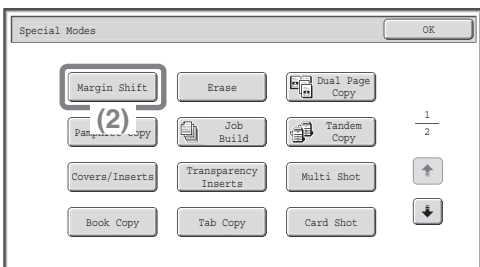 Special Modes
OK
Margin Shift
Erase
Dual Page
Copy
(2)
Copy
Job
Build
Tandem
Copy
1
2
Covers/Inserts
Transparency
Inserts
Multi Shot
Book Copy
Tab Copy
Card Shot